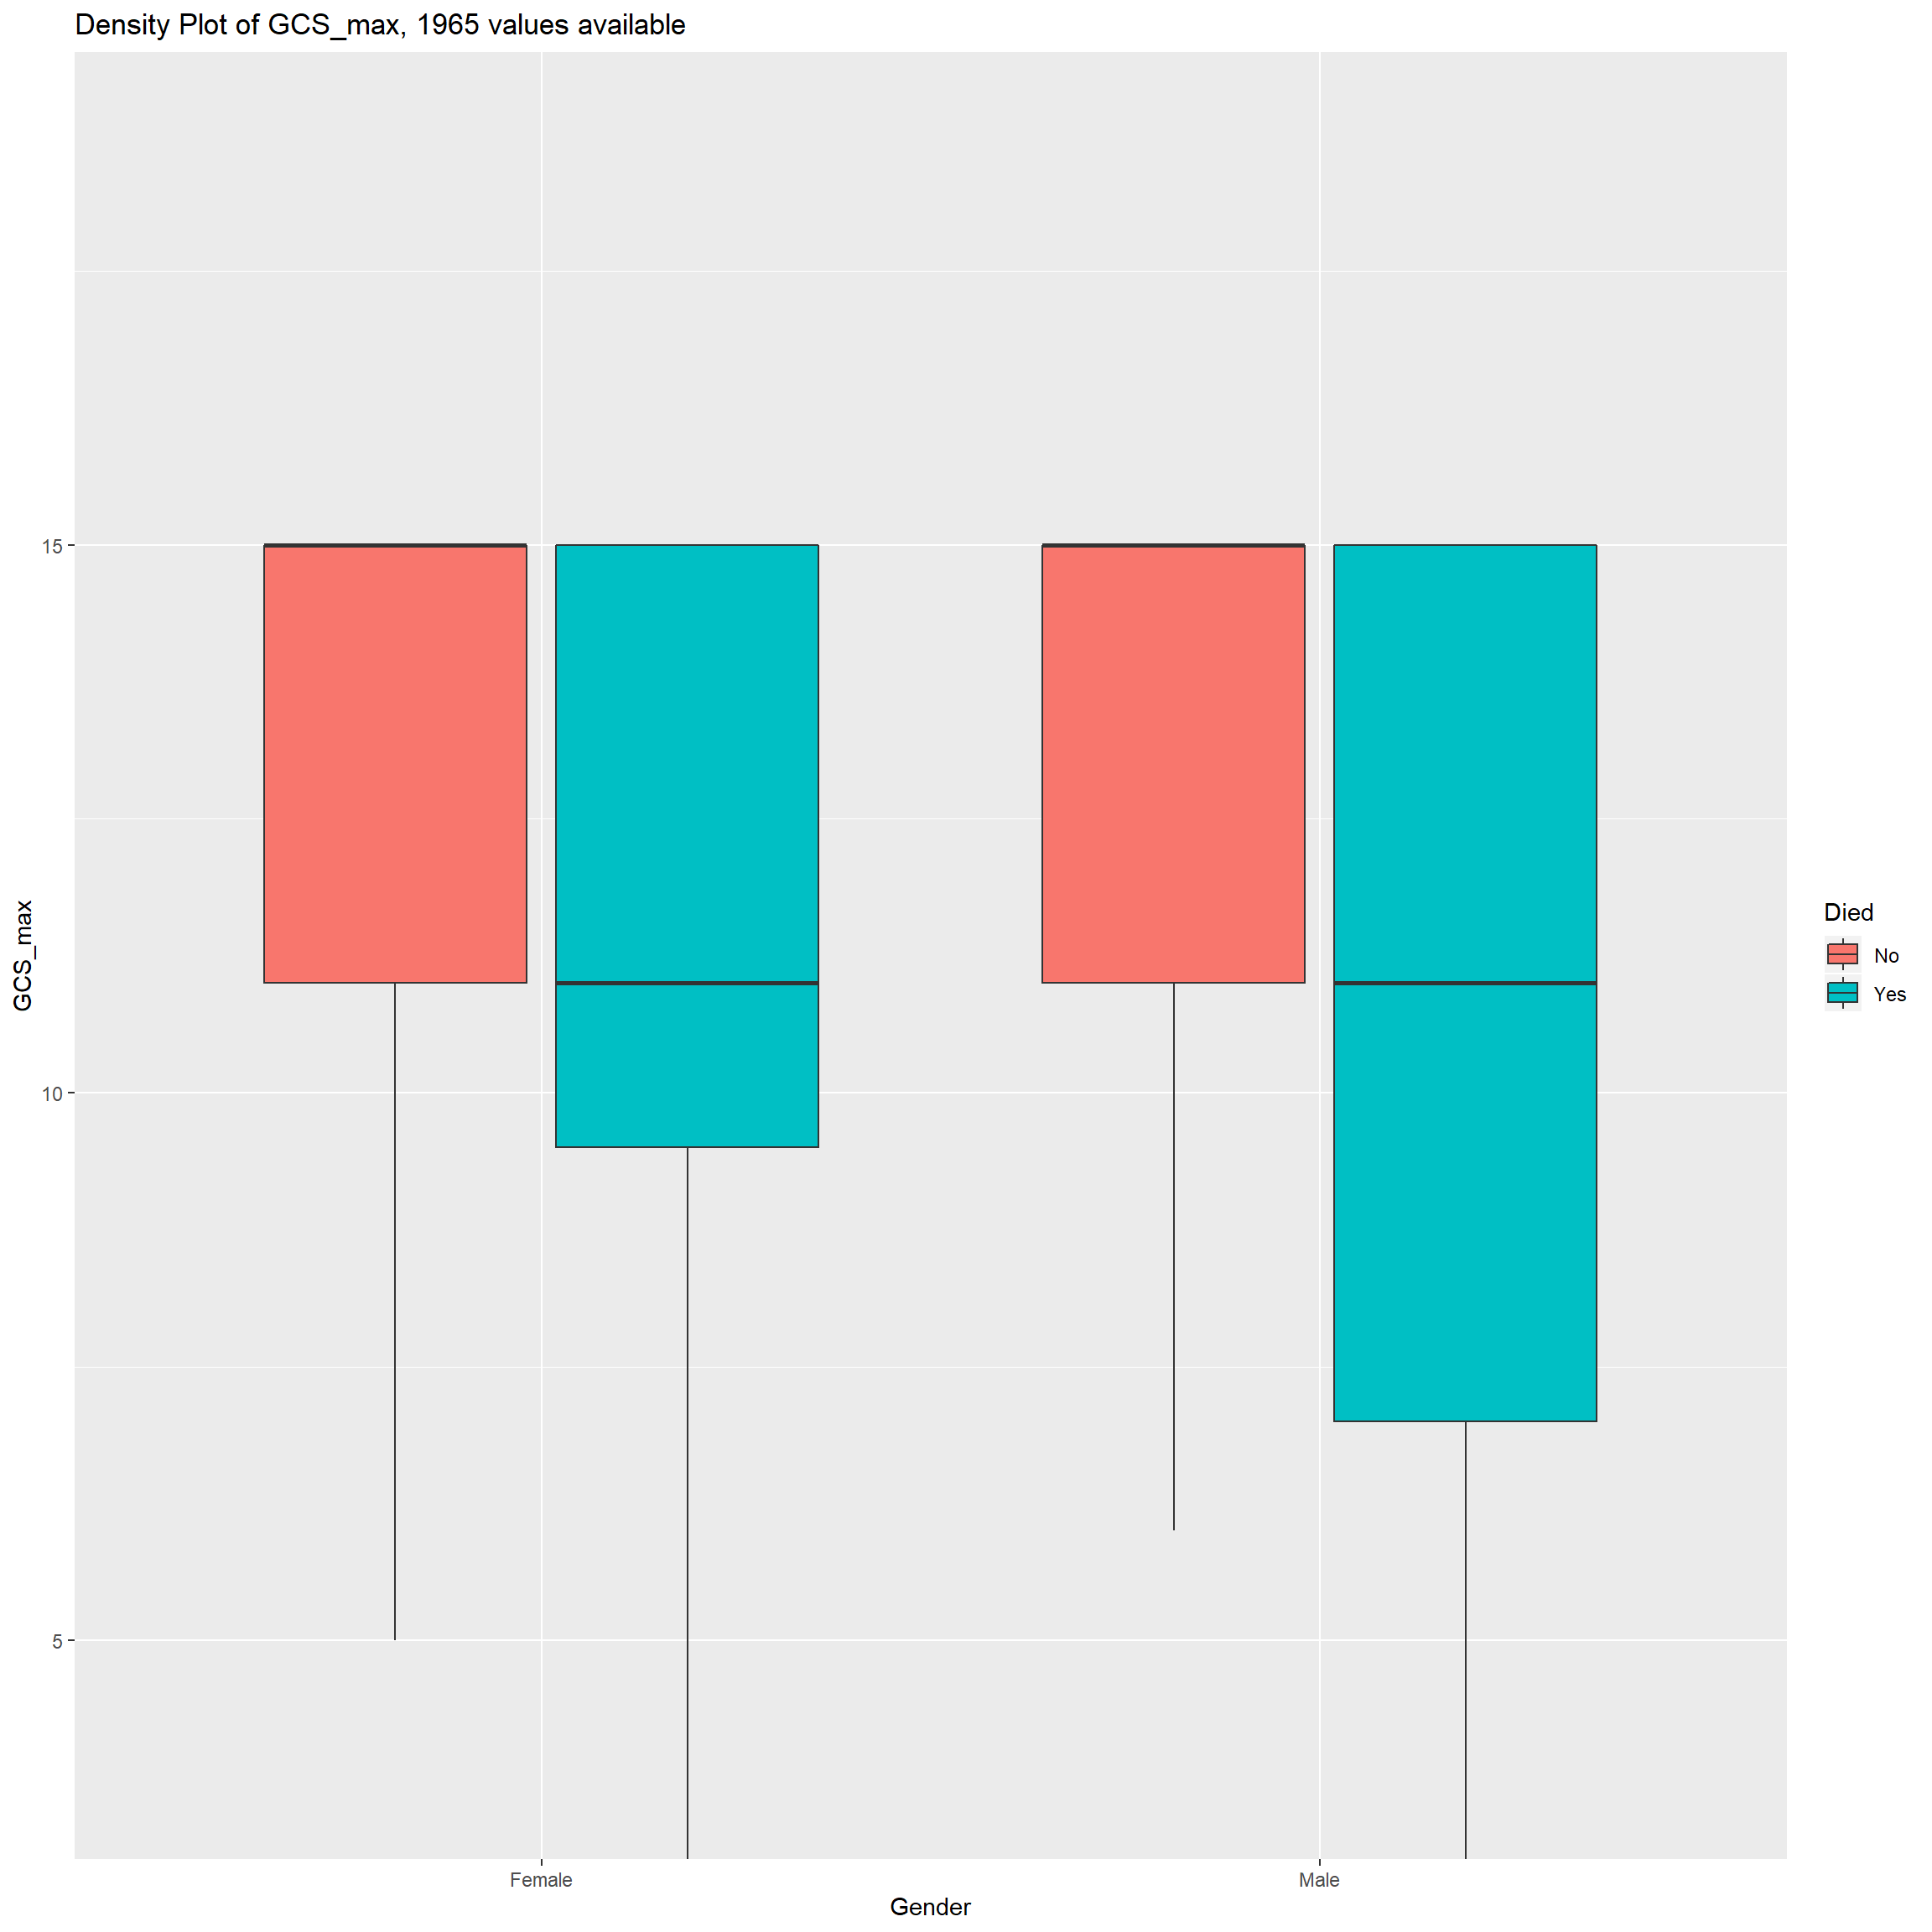 Density Plot of GCS_max, 1965 values available
GCS_max
15
10
5
Female
Male
Gender
Died
No
Yes